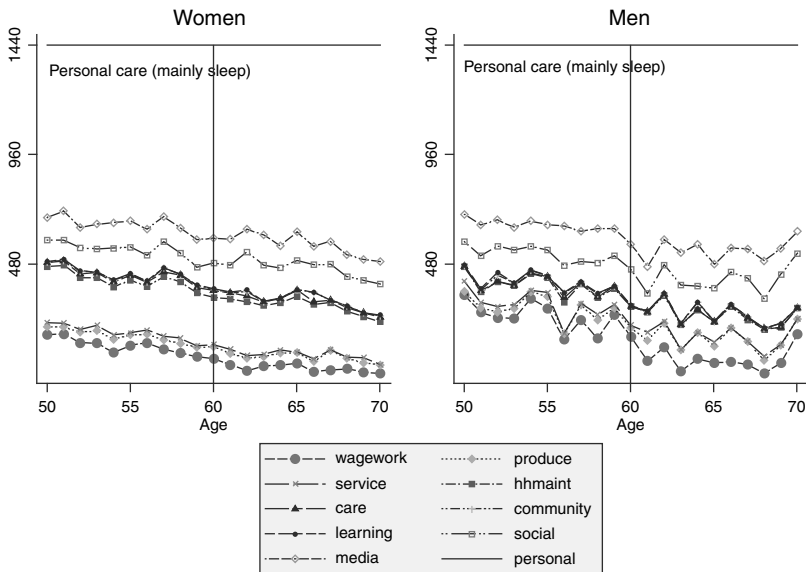 Women
Men
1440
960
480
Personal care (mainly sleep)
50 55 60 65 70
Age
1440
960
480
Personal care (mainly sleep)
50 55 60 65 70
Age
wagework
service
care
learning
media
produce
hhmaint
community
social
personal